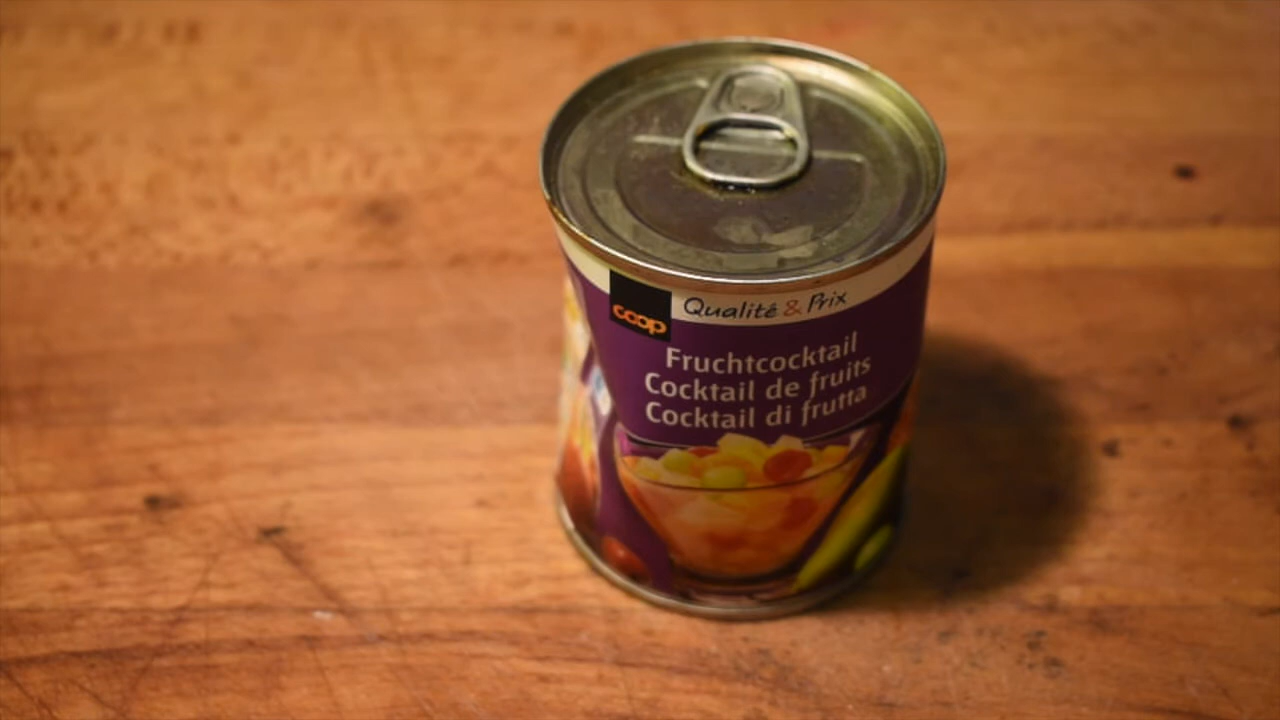 coop
Qualité & Prix
Fruchtcocktail
Cocktail de fruits
Cocktail di frutta